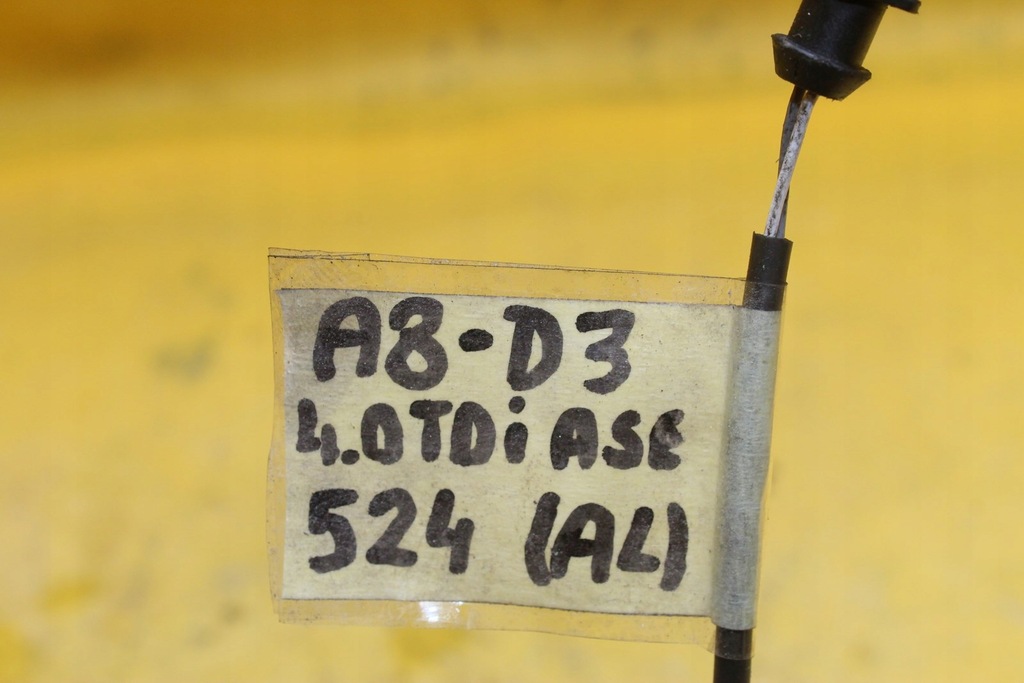 A8-D3
4.0TDi ASE
524 (AL)